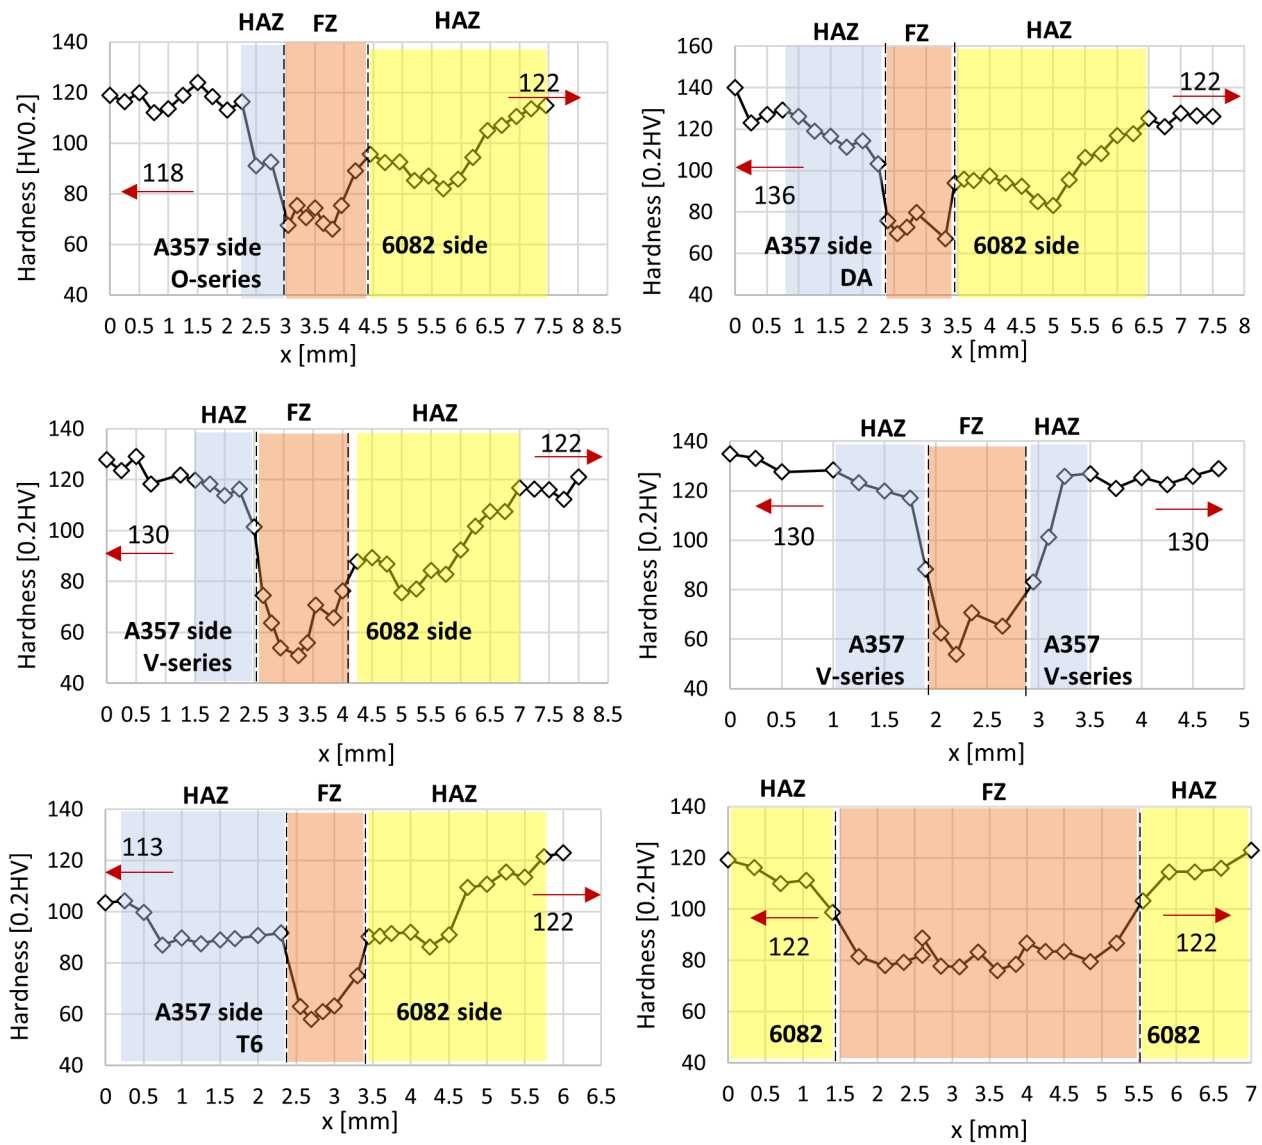 HAZ FZ HAZ
140
120
100
80
60
40
Hardness [HV0.2]
122
118
A357 side
O-series
6082 side
0 0.5 1 1.5 2 2.5 3 3.5 4 4.5 5 5.5 6 6.5 7 7.5 8 8.5
x [mm]
HAZ FZ HAZ
160
140
120
100
80
60
40
Hardness [0.2HV]
122
136
A357 side
DA
6082 side
0 0.5 1 1.5 2 2.5 3 3.5 4 4.5 5 5.5 6 6.5 7 7.5 8
x [mm]
HAZ FZ HAZ
140
120
100
80
60
40
Hardness [0.2HV]
122
130
A357 side
V-series
6082 side
0 0.5 1 1.5 2 2.5 3 3.5 4 4.5 5 5.5 6 6.5 7 7.5 8 8.5
x [mm]
HAZ FZ HAZ
140
120
100
80
60
40
Hardness [0.2HV]
130
130
A357
V-series
A357
V-series
0 0.5 1 1.5 2 2.5 3 3.5 4 4.5 5
x [mm]
HAZ FZ HAZ
140
120
100
80
60
40
Hardness [0.2HV)
113
122
A357 side
T6
6082 side
0 0.5 1 1.5 2 2.5 3 3.5 4 4.5 5 5.5 6 6.5
x [mm]
HAZ FZ HAZ
140
120
100
80
60
40
Hardness [0.2HV)
122
122
6082
6082
0 0.5 1 1.5 2 2.5 3 3.5 4 4.5 5 5.5 6 6.5 7
x [mm]